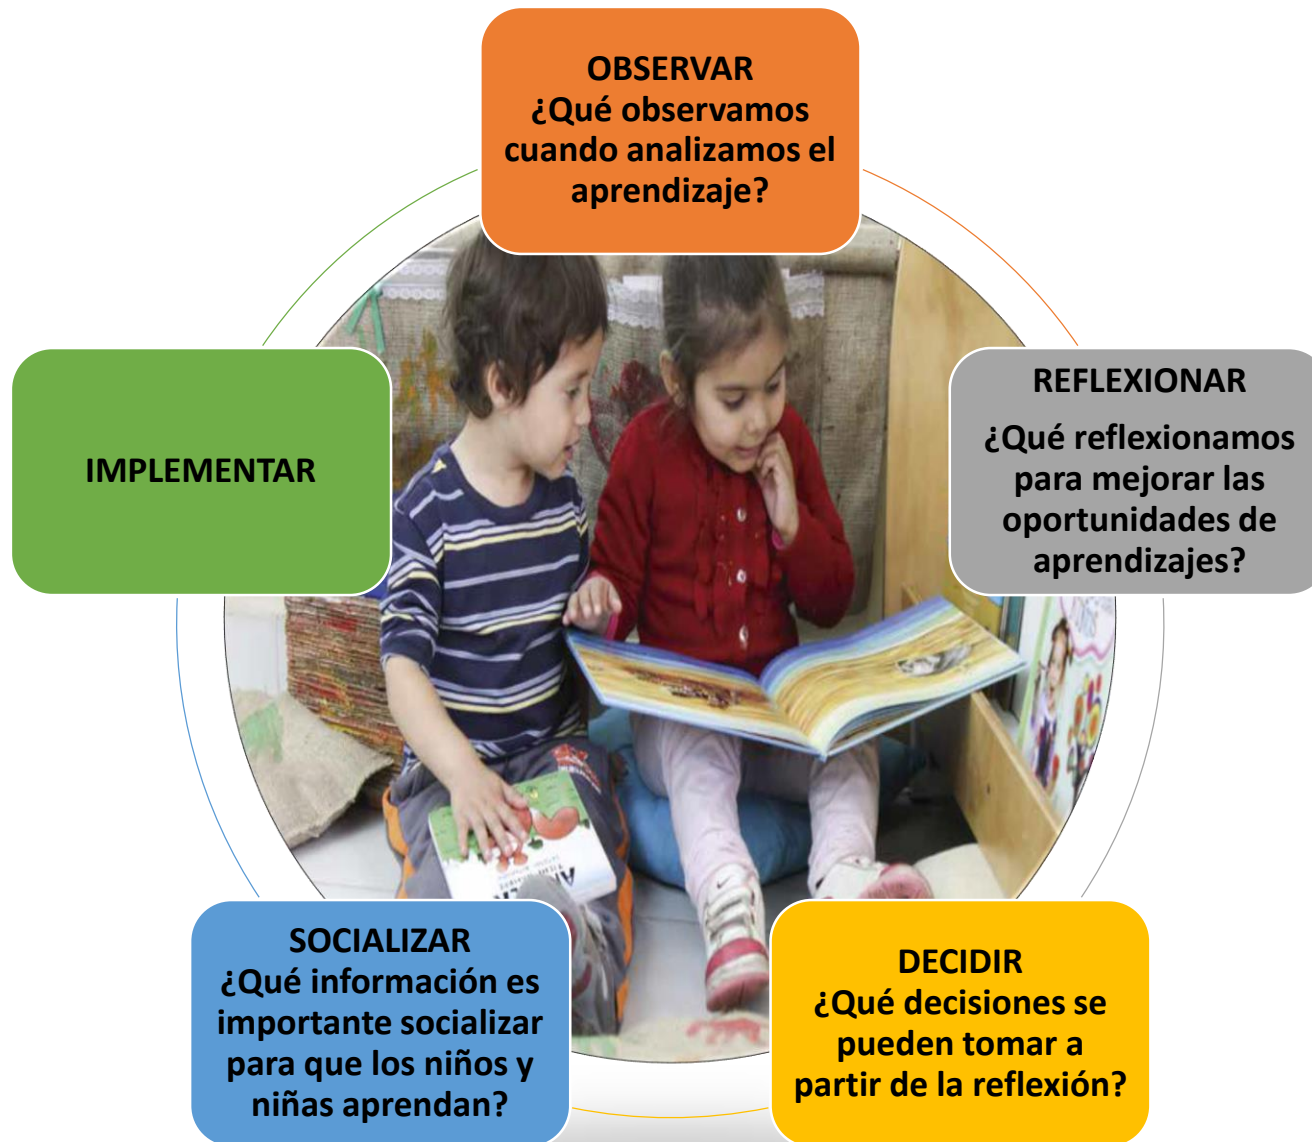 OBSERVAR
¿Qué observamos
cuando analizamos el
aprendizaje?
REFLEXIONAR
¿Qué reflexionamos
para mejorar las
oportunidades de
aprendizajes?
DECIDIR
¿Qué decisiones se
pueden tomar a
partir de la reflexión?
SOCIALIZAR
¿Qué información es
importante socializar
para que los niños y
niñas aprendan?
IMPLEMENTAR